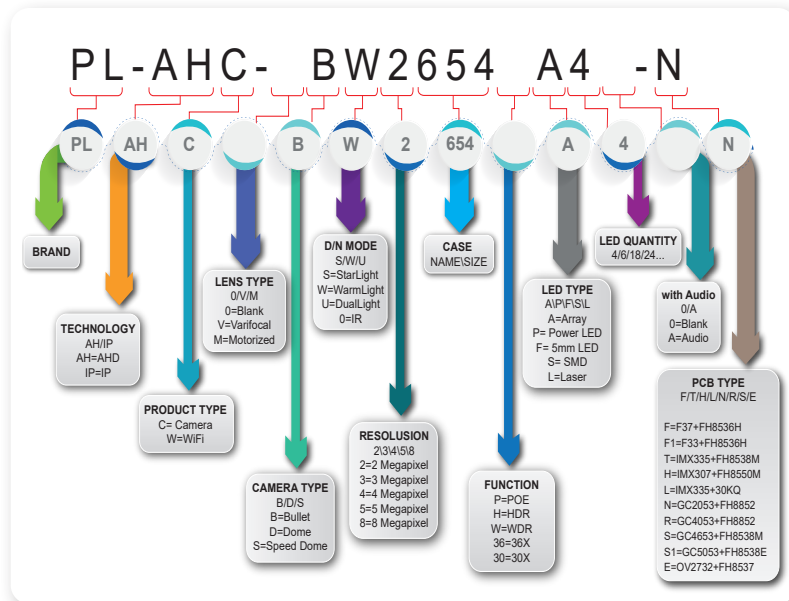 PL-AHC- BW2654 A4 -N
PL AH C B W 2 654 A 4 N
BRAND
TECHNOLOGY
AH/IP
AH=AHD
IP=IP
PRODUCT TYPE
C= Camera
W=WiFi
LENS TYPE
0/V/M
0=Blank
V=Varifocal
M=Motorized
CAMERA TYPE
B/D/S
B=Bullet
D=Dome
S=Speed Dome
D/N MODE
S/W/U
S=StarLight
W=WarmLight
U=DualLight
0=IR
RESOLUSION
2\3\4\5\8
2=2 Megapixel
3=3 Megapixel
4=4 Megapixel
5=5 Megapixel
8=8 Megapixel
CASE
NAME\SIZE
FUNCTION
P=POE
H=HDR
W=WDR
36=36X
30=30X
LED TYPE
A\P\F\S\L
A=Array
P= Power LED
F= 5mm LED
S= SMD
L=Laser
LED QUANTITY
4/6/18/24...
with Audio
0/A
0=Blank
A=Audio
PCB TYPE
F/T/H/L/N/R/S/E
F=F37+FH8536H
F1=F33+FH8536H
T=IMX335+FH8538M
H=IMX307+FH8550M
L=IMX335+30KQ
N=GC2053+FH8852
R=GC4053+FH8852
S=GC4653+FH8538M
S1=GC5053+FH8538E
E=OV2732+FH8537